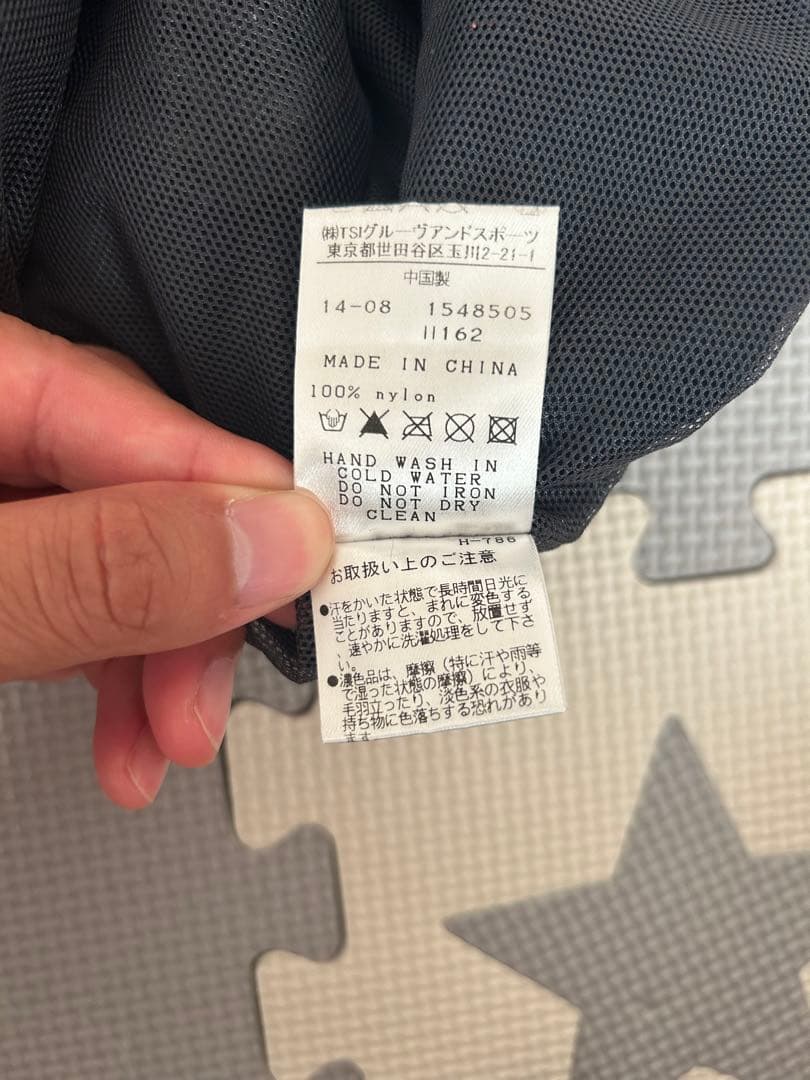 ㈱TSIグルーヴアンドスポーツ
東京都世田谷区玉川2-21-1
中国製
14-08 1548505
11162
MADE IN CHINA
100% nylon
HAND WASH IN
COLD WATER
DO NOT IRON
DO NOT DRY
CLEAN
H-786
お取扱い上のご注意
●汗をかいた状態で長時間日光に
当たりますと、まれに変色する
ことがありますので、放置せず
、速やかに洗濯処理をして下さ
い。
●濃色品は、摩擦（特に汗や雨等
で湿った状態の摩擦）により、
毛羽立ったり、淡色系の衣服や
持ち物に色落ちする恐れがあり
ます